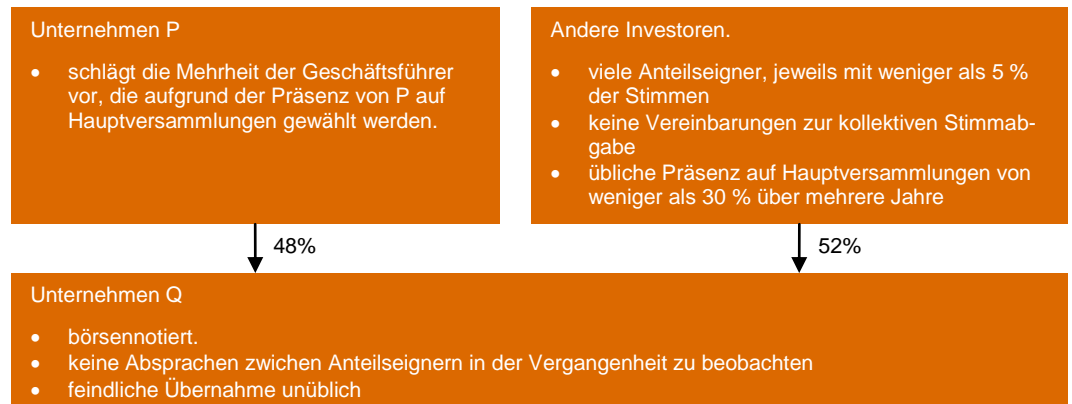 Unternehmen P
• schlägt die Mehrheit der Geschäftsführer
vor, die aufgrund der Präsenz von P auf
Hauptversammlungen gewählt werden.
Andere Investoren.
• viele Anteilseigner, jeweils mit weniger als 5 %
der Stimmen
• keine Vereinbarungen zur kollektiven Stimmab-
gabe
• übliche Präsenz auf Hauptversammlungen von
weniger als 30 % über mehrere Jahre
48%
52%
Unternehmen Q
• börsennotiert.
• keine Absprachen zwichen Anteilseignern in der Vergangenheit zu beobachten
• feindliche Übernahme unüblich